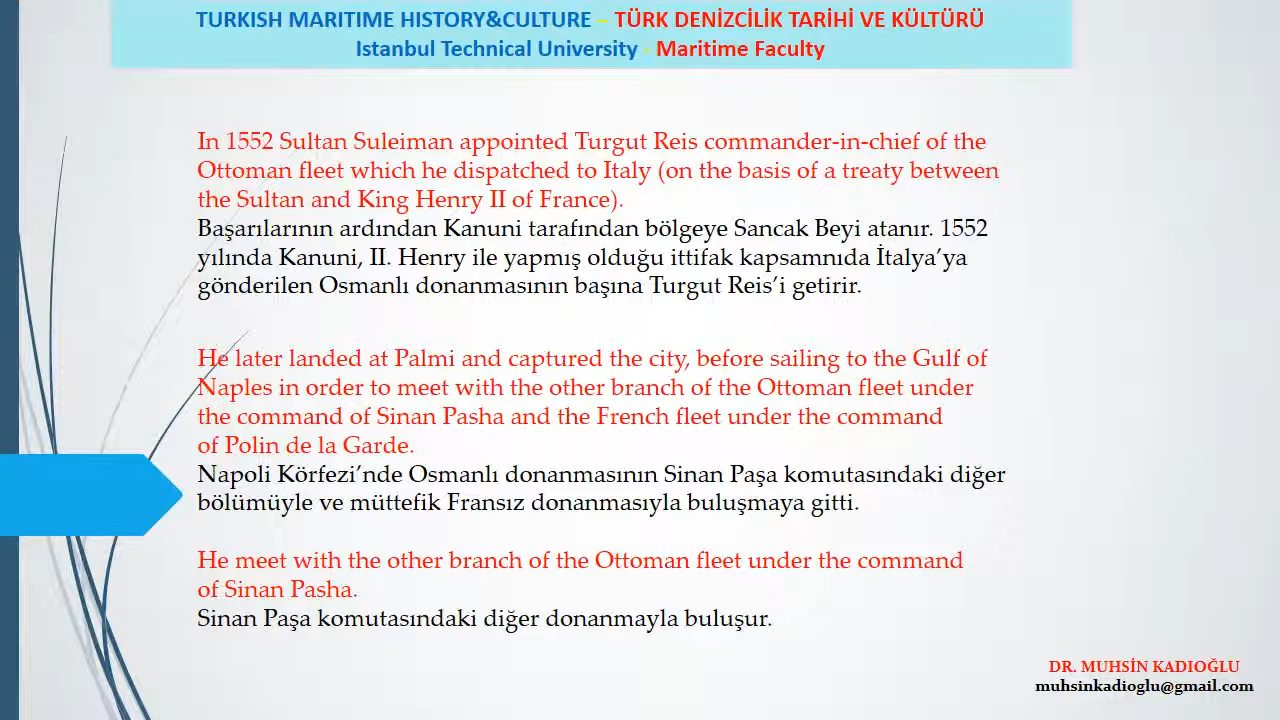 TURKISH MARITIME HISTORY&CULTURE – TÜRK DENİZCİLİK TARİHİ VE KÜLTÜRÜ
Istanbul Technical University - Maritime Faculty
In 1552 Sultan Suleiman appointed Turgut Reis commander-in-chief of the
Ottoman fleet which he dispatched to Italy (on the basis of a treaty between
the Sultan and King Henry II of France).
Başarılarının ardından Kanuni tarafından bölgeye Sancak Beyi atanır. 1552
yılında Kanuni, II. Henry ile yapmış olduğu ittifak kapsamnıda İtalya’ya
gönderilen Osmanlı donanmasının başına Turgut Reis’i getirir.
He later landed at Palmi and captured the city, before sailing to the Gulf of
Naples in order to meet with the other branch of the Ottoman fleet under
the command of Sinan Pasha and the French fleet under the command
of Polin de la Garde.
Napoli Körfezi’nde Osmanlı donanmasının Sinan Paşa komutasındaki diğer
bölümüyle ve müttefik Fransız donanmasıyla buluşmaya gitti.
He meet with the other branch of the Ottoman fleet under the command
of Sinan Pasha.
Sinan Paşa komutasındaki diğer donanmayla buluşur.
DR. MUHSİN KADIOĞLU
muhsinkadioglu@gmail.com